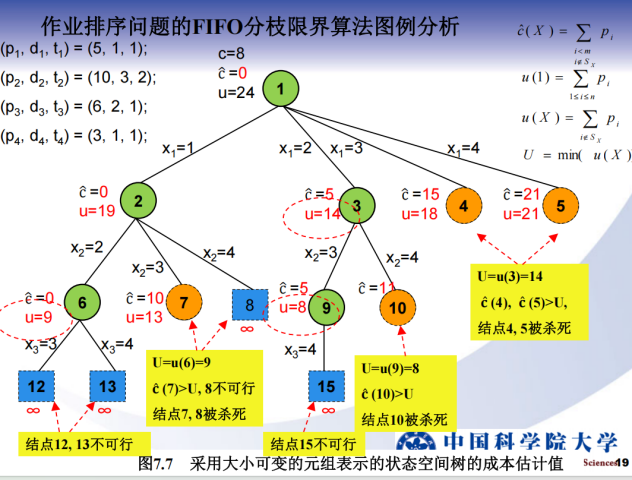 作业排序问题的FIFO分枝限界算法图例分析
(p₁, d₁, t₁) = (5, 1, 1);
(p₂, d₂, t₂) = (10, 3, 2);
(p₃, d₃, t₃) = (6, 2, 1);
(p₄, d₄, t₄) = (3, 1, 1);
c=8
ĉ=0
u=24
1
ĉ(X) = ∑ pᵢ
i<m
i∉Sₓ
u(1) = ∑ pᵢ
1≤i≤n
u(X) = ∑ pᵢ
i∉Sₓ
U = min( u(X)
x₁=1
x₁=2
x₁=3
x₁=4
ĉ=0
u=19
2
ĉ=5
u=14
3
ĉ=15
u=18
4
ĉ=21
u=21
5
x₂=2
x₂=3
x₂=4
x₂=3
x₂=4
ĉ=0
u=9
6
ĉ=10
u=13
7
8
∞
ĉ=5
u=8
9
ĉ=11
10
U=u(3)=14
ĉ(4), ĉ(5)>U,
结点4, 5被杀死
x₃=3
x₃=4
x₃=4
12
∞
13
∞
15
∞
U=u(6)=9
ĉ(7)>U, 8不可行
结点7, 8被杀死
U=u(9)=8
ĉ(10)>U
结点10被杀死
结点12, 13不可行
结点15不可行
中国科学院大学
图7.7 采用大小可变的元组表示的状态空间树的成本估计值
Sciences19